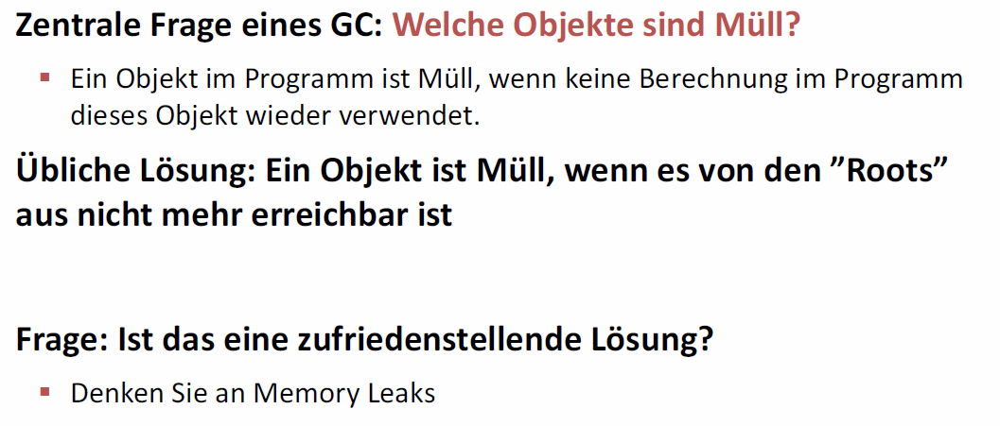 Zentrale Frage eines GC: Welche Objekte sind Müll?
▪ Ein Objekt im Programm ist Müll, wenn keine Berechnung im Programm
dieses Objekt wieder verwendet.
Übliche Lösung: Ein Objekt ist Müll, wenn es von den ”Roots”
aus nicht mehr erreichbar ist
Frage: Ist das eine zufriedenstellende Lösung?
▪ Denken Sie an Memory Leaks